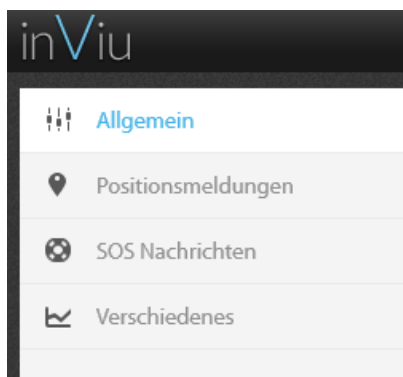 inViu
Allgemein
Positionsmeldungen
SOS Nachrichten
Verschiedenes